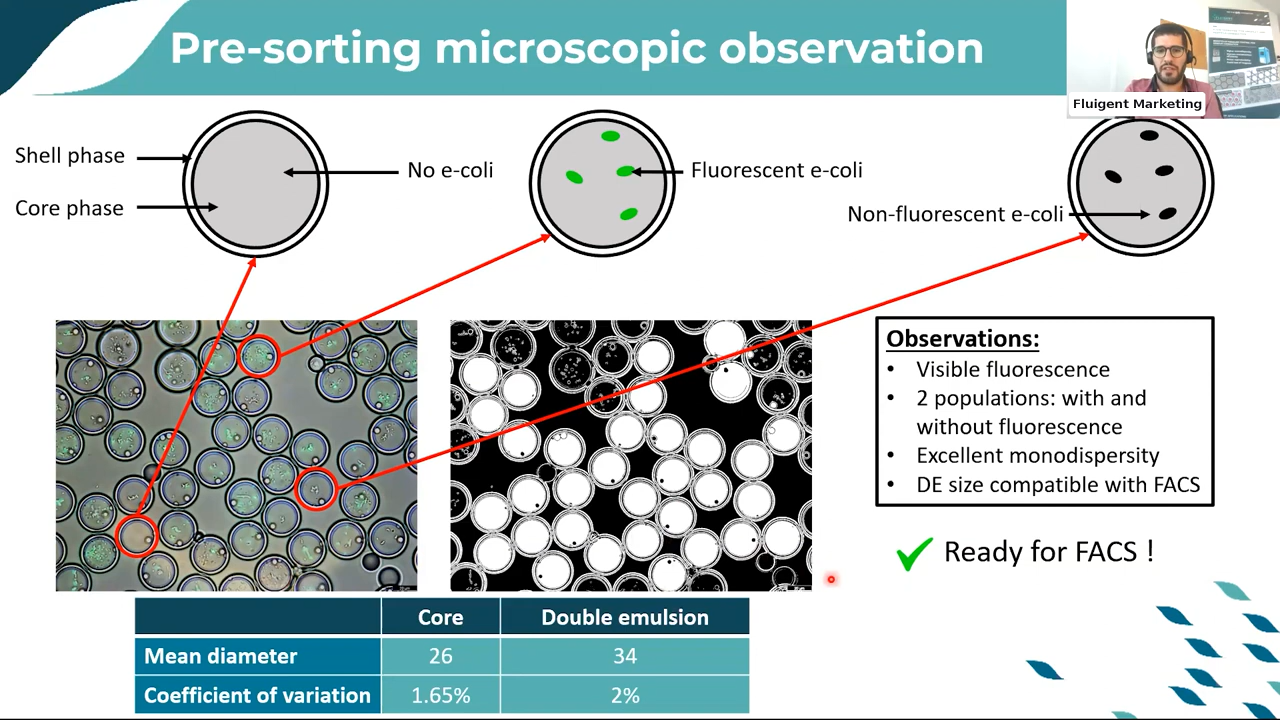 Pre-sorting microscopic observation
Fluigent Marketing
Shell phase
No e-coli
Core phase
Fluorescent e-coli
Non-fluorescent e-coli
Observations:
• Visible fluorescence
• 2 populations: with and
without fluorescence
• Excellent monodispersity
• DE size compatible with FACS
Ready for FACS !
Core Double emulsion
Mean diameter 26 34
Coefficient of variation 1.65% 2%